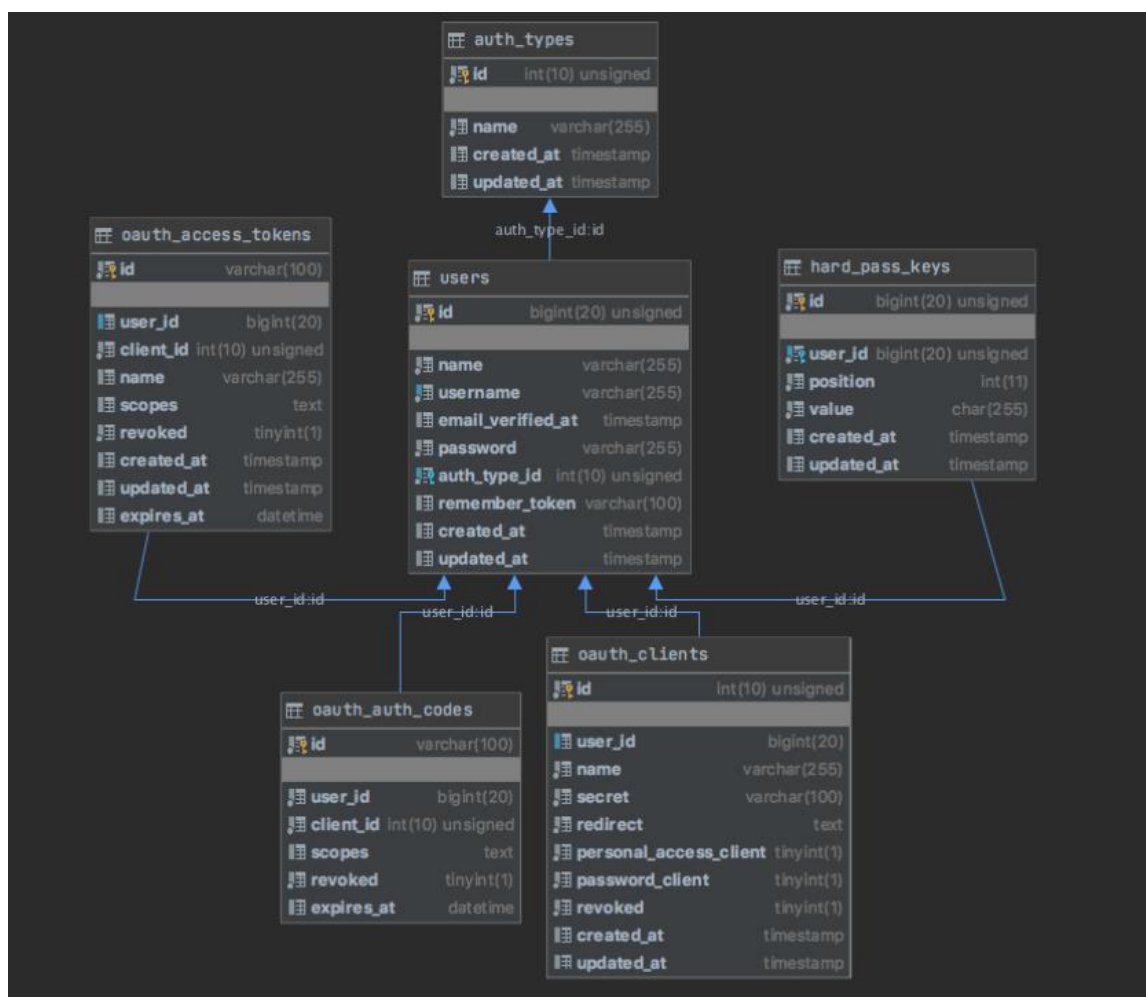 auth_types
id int(10) unsigned
name varchar(255)
created_at timestamp
updated_at timestamp
auth_type_id:id
oauth_access_tokens
id varchar(100)
user_id bigint(20)
client_id int(10) unsigned
name varchar(255)
scopes text
revoked tinyint(1)
created_at timestamp
updated_at timestamp
expires_at datetime
users
id bigint(20) unsigned
name varchar(255)
username varchar(255)
email_verified_at timestamp
password varchar(255)
auth_type_id int(10) unsigned
remember_token varchar(100)
created_at timestamp
updated_at timestamp
hard_pass_keys
id bigint(20) unsigned
user_id bigint(20) unsigned
position int(11)
value char(255)
created_at timestamp
updated_at timestamp
user_id:id
user_id:id
user_id:id
user_id:id
oauth_auth_codes
id varchar(100)
user_id bigint(20)
client_id int(10) unsigned
scopes text
revoked tinyint(1)
expires_at datetime
oauth_clients
id int(10) unsigned
user_id bigint(20)
name varchar(255)
secret varchar(100)
redirect text
personal_access_client tinyint(1)
password_client tinyint(1)
revoked tinyint(1)
created_at timestamp
updated_at timestamp